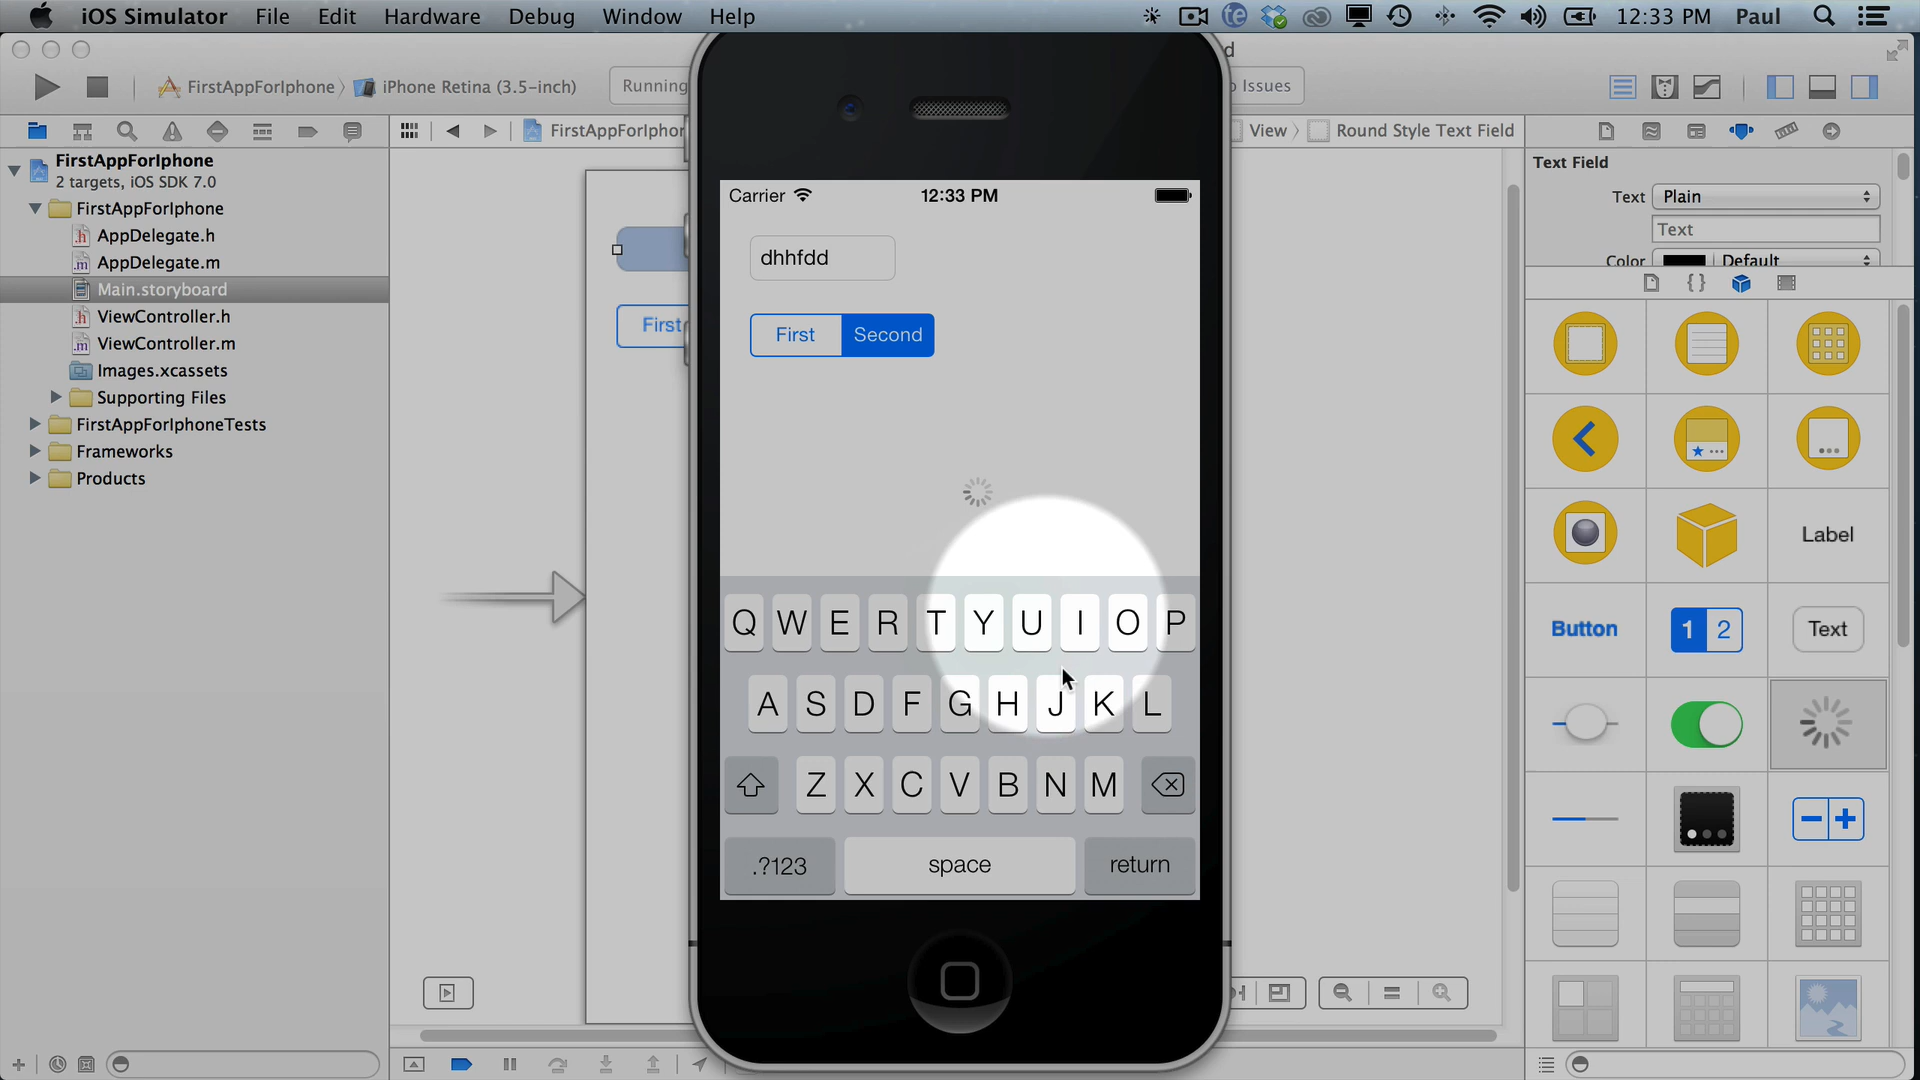 iOS Simulator File Edit Hardware Debug Window Help 12:33 PM Paul
FirstAppForIphone iPhone Retina (3.5-inch) Running Issues
FirstAppForIphor View Round Style Text Field
FirstAppForIphone
2 targets, iOS SDK 7.0
FirstAppForIphone
AppDelegate.h
AppDelegate.m
Main.storyboard
ViewController.h
ViewController.m
Images.xcassets
Supporting Files
FirstAppForIphoneTests
Frameworks
Products
First
Carrier 12:33 PM
dhhfdd
First Second
Q W E R T Y U I O P
A S D F G H J K L
Z X C V B N M
.?123 space return
Text Field
Text Plain
Text
Color Default
Label
Button 1 2 Text